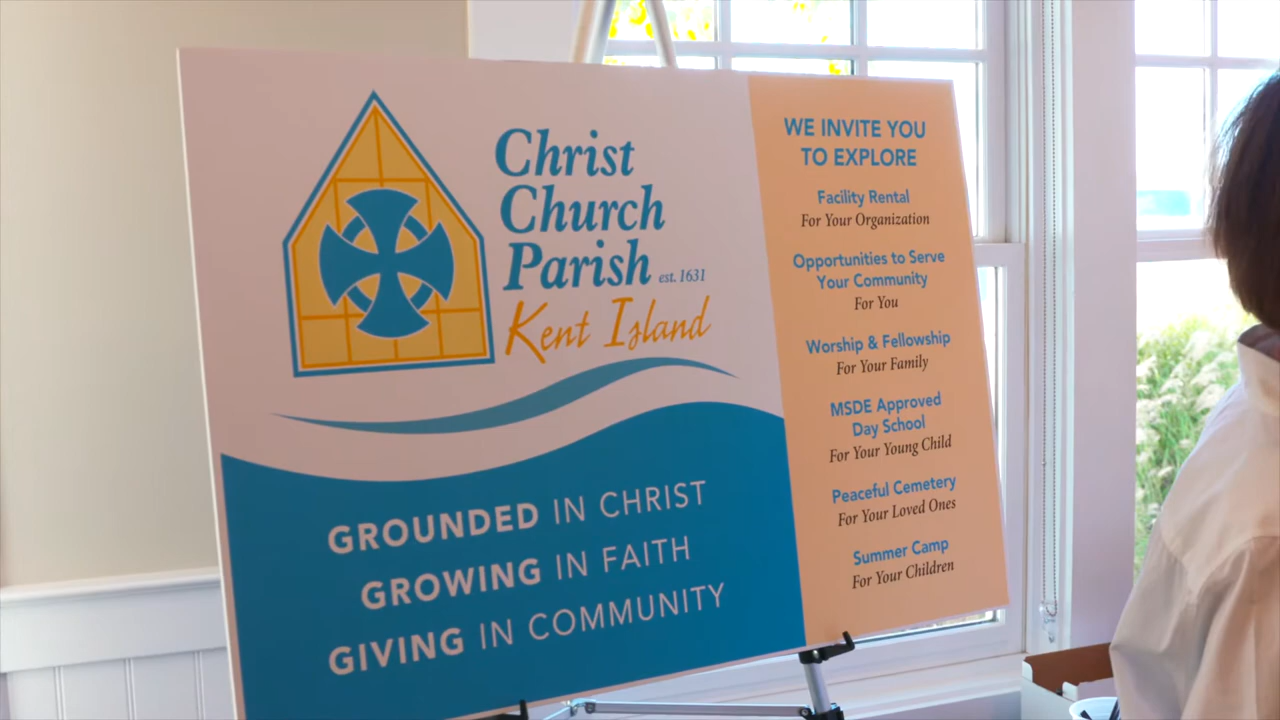 Christ
Church
Parish est. 1631
Kent Island
GROUNDED IN CHRIST
GROWING IN FAITH
GIVING IN COMMUNITY
WE INVITE YOU
TO EXPLORE
Facility Rental
For Your Organization
Opportunities to Serve
Your Community
For You
Worship & Fellowship
For Your Family
MSDE Approved
Day School
For Your Young Child
Peaceful Cemetery
For Your Loved Ones
Summer Camp
For Your Children